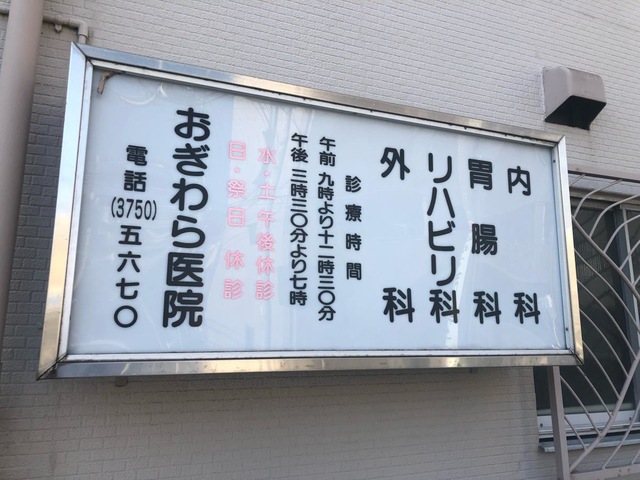 内科
胃腸科
リハビリ科
外科
診療時間
午前 九時より十二時三〇分
午後 三時三〇分より七時
水・土 午後休診
日・祭日 休診
おぎわら医院
電話(3750)五六七〇